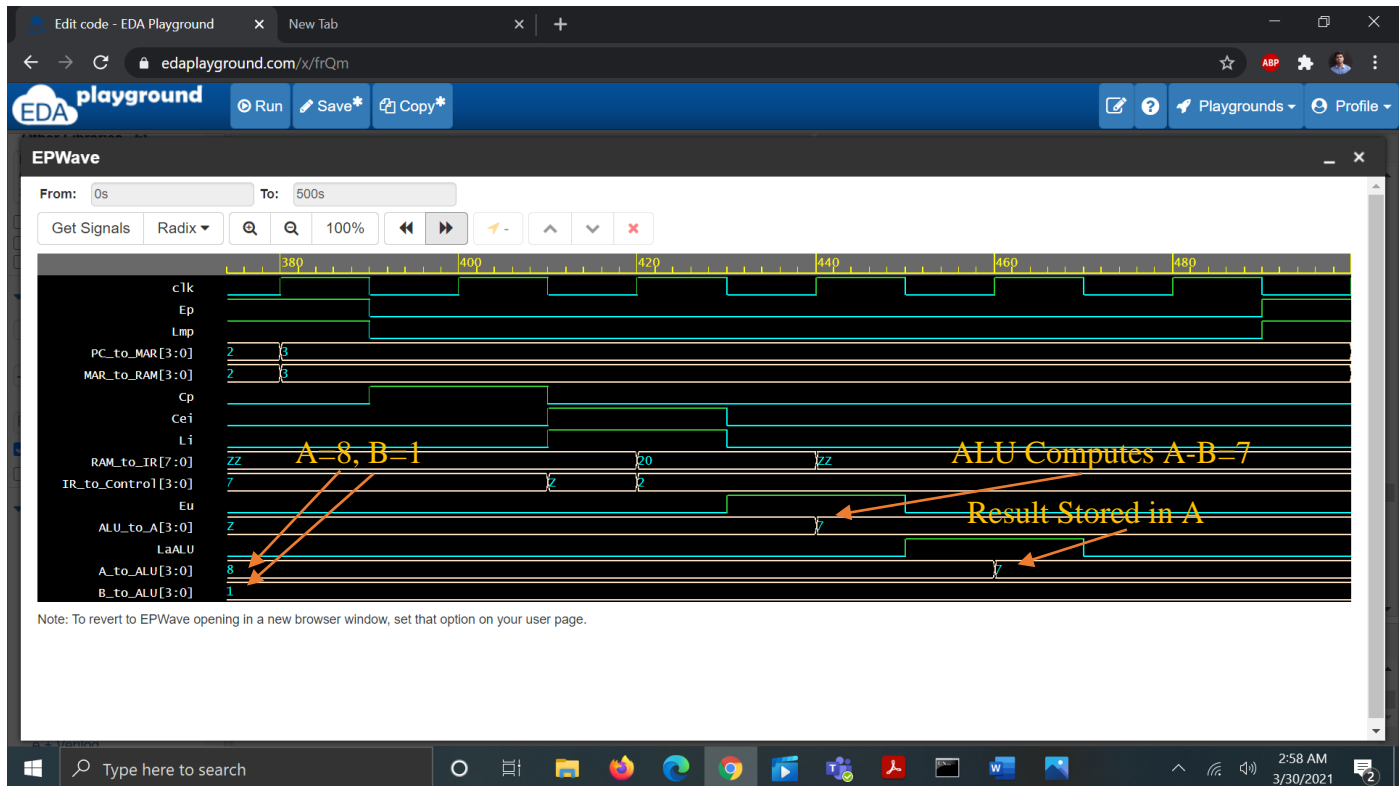 Edit code - EDA Playground
New Tab
edaplayground.com/x/frQm
ABP
EDA playground
Run
Save*
Copy*
Playgrounds
Profile
EPWave
From: 0s To: 500s
Get Signals Radix 100% -
380 400 420 440 460 480
clk
Ep
Lmp
PC_to_MAR[3:0] 2 3
MAR_to_RAM[3:0] 2 3
Cp
Cei
Li
A=8, B=1
ALU Computes A-B=7
RAM_to_IR[7:0] ZZ 20 ZZ
IR_to_Control[3:0] 7 Z 2
Eu
Result Stored in A
ALU_to_A[3:0] Z 7
LaALU
A_to_ALU[3:0] 8 7
B_to_ALU[3:0] 1
Note: To revert to EPWave opening in a new browser window, set that option on your user page.
Type here to search
2:58 AM
3/30/2021
2